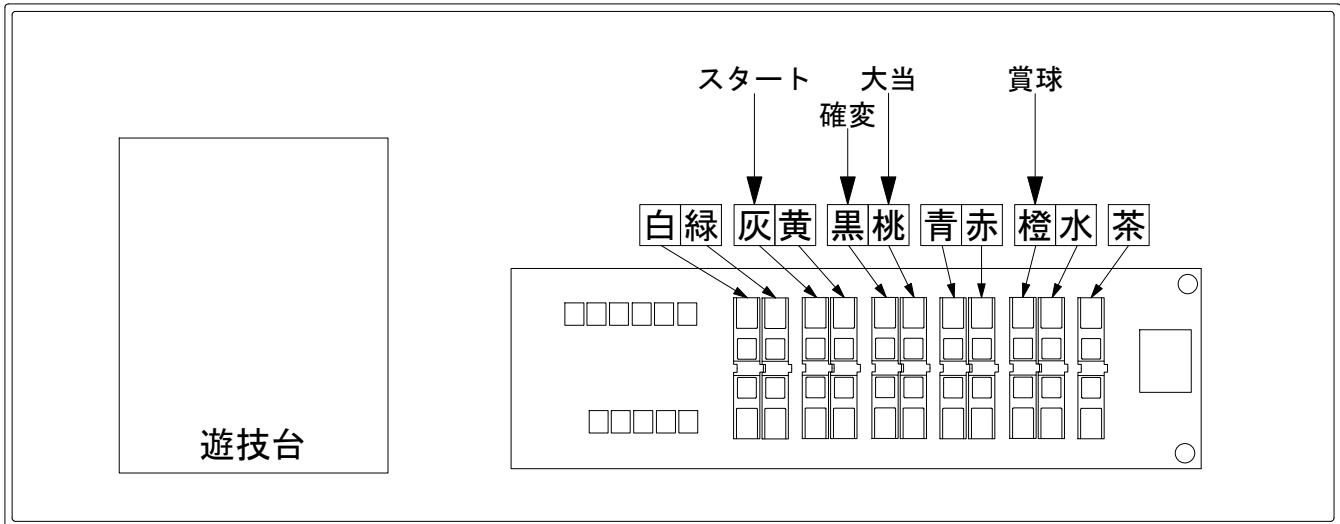 スタート 大当 賞球
確変
白 緑 灰 黄 黒 桃 青 赤 橙 水 茶
遊技台